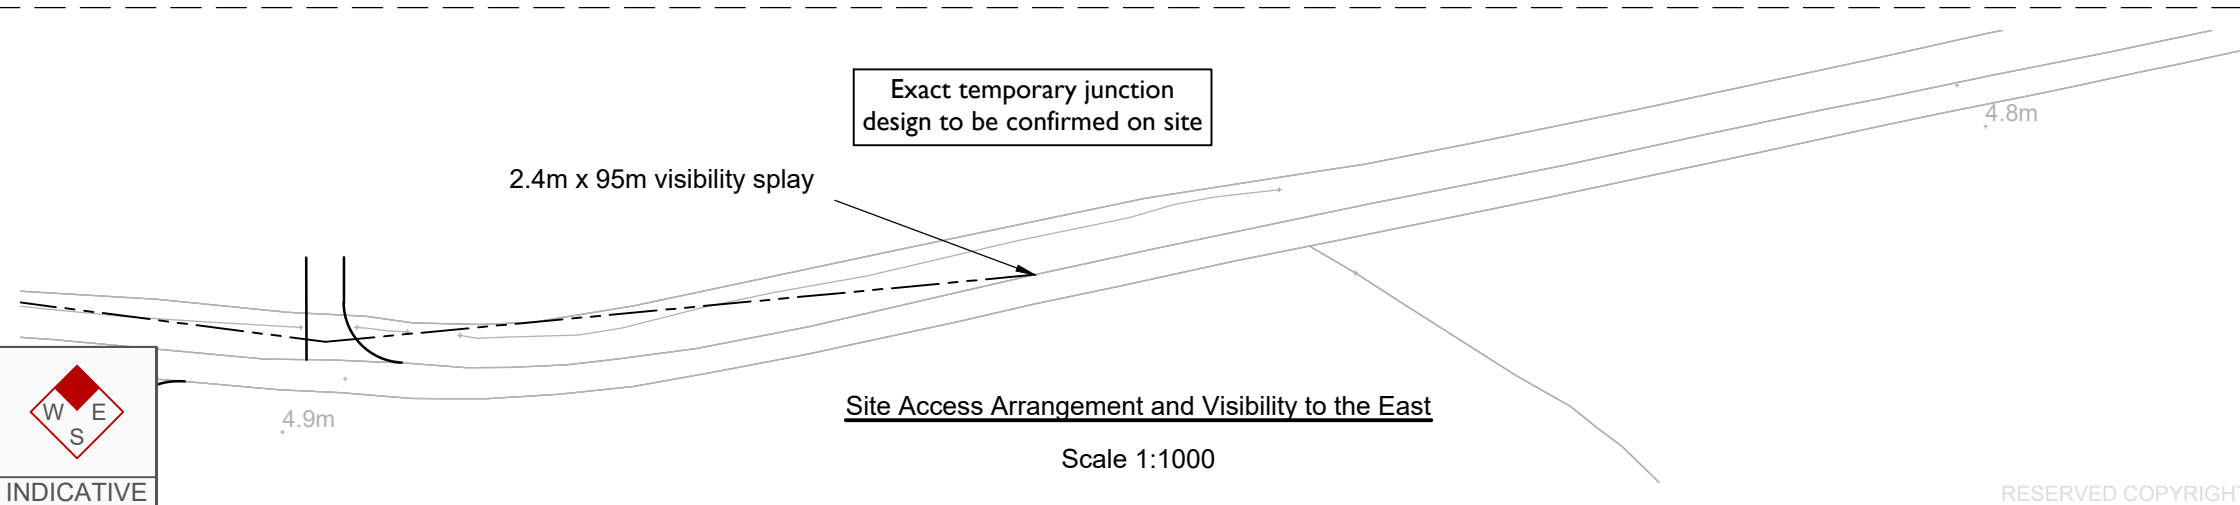 Exact temporary junction
design to be confirmed on site
4.8m
2.4m x 95m visibility splay
Site Access Arrangement and Visibility to the East
4.9m
Scale 1:1000
W E
S
INDICATIVE
RESERVED COPYRIGHT